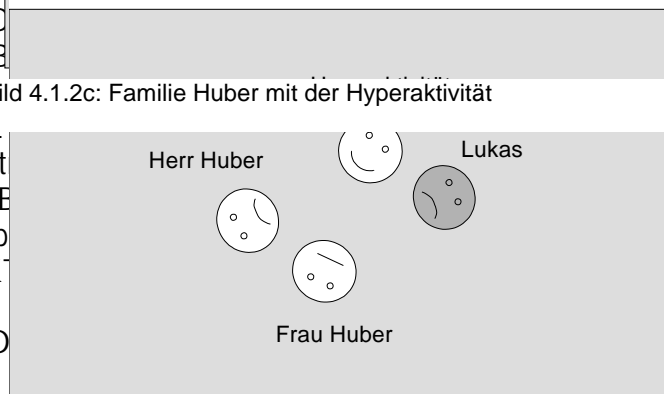 ild 4.1.2c: Familie Huber mit der Hyperaktivität
Lukas
Herr Huber
Frau Huber